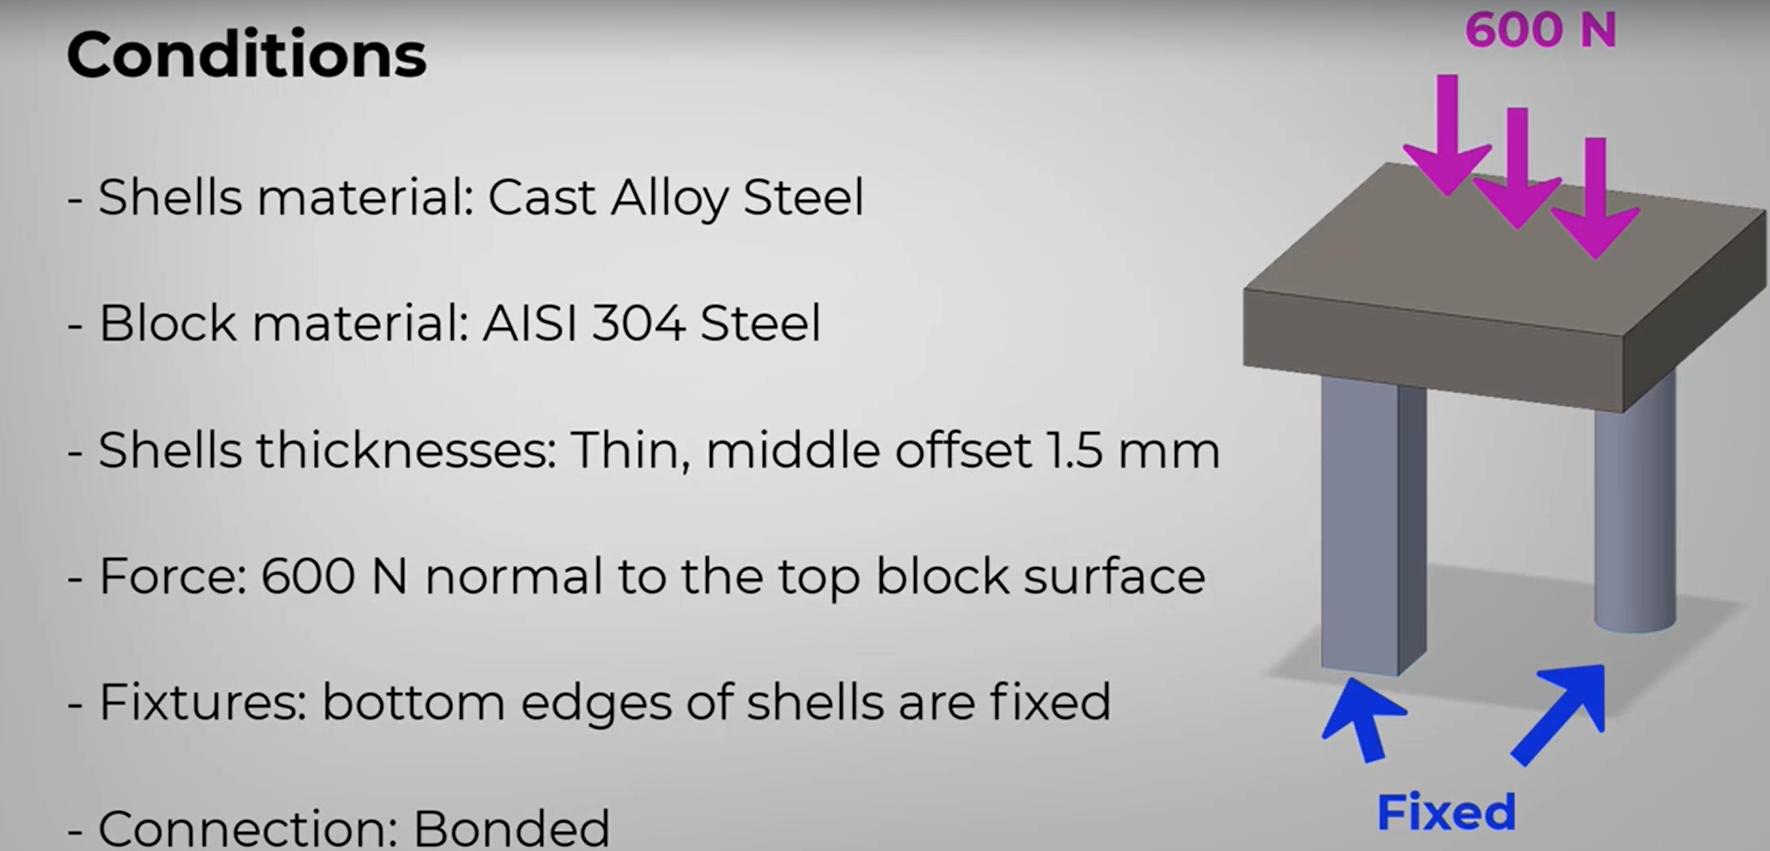 Conditions
- Shells material: Cast Alloy Steel
- Block material: AISI 304 Steel
- Shells thicknesses: Thin, middle offset 1.5 mm
- Force: 600 N normal to the top block surface
- Fixtures: bottom edges of shells are fixed
- Connection: Bonded
600 N
Fixed